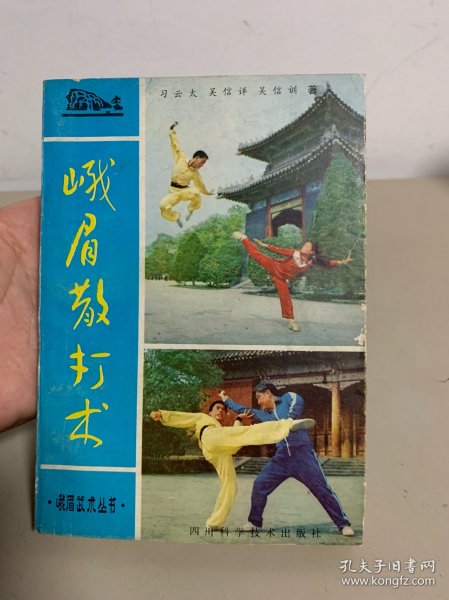 习云太 吴信详 吴信训 著
峨眉散打术
·峨眉武术丛书·
四川科学技术出版社
孔夫子旧书网
www.kongfz.com